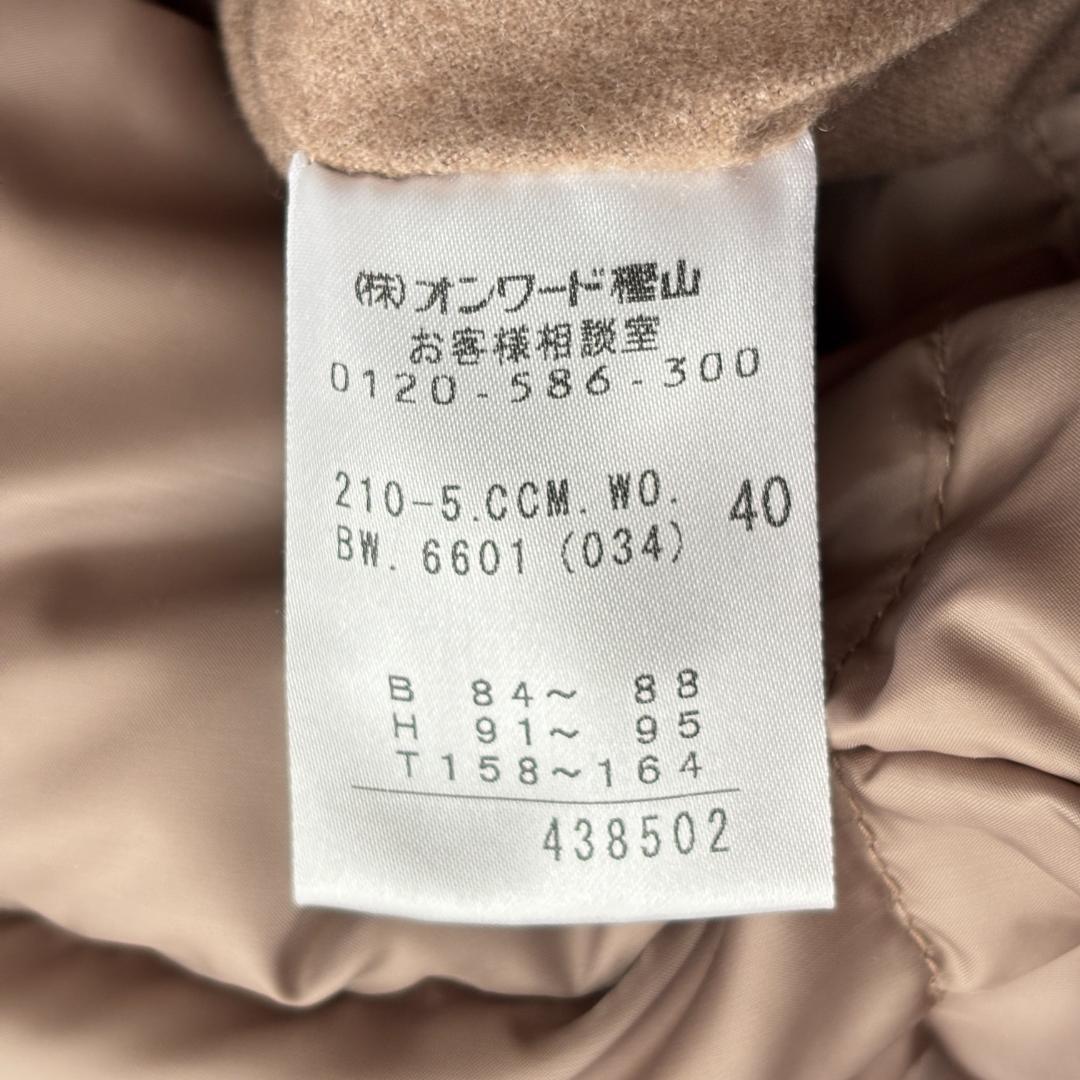 (株)オンワード樫山
お客様相談室
0120-586-300
210-5.CCM.WO. 40
BW.6601(034)
B 84~ 88
H 91~ 95
T158~164
438502